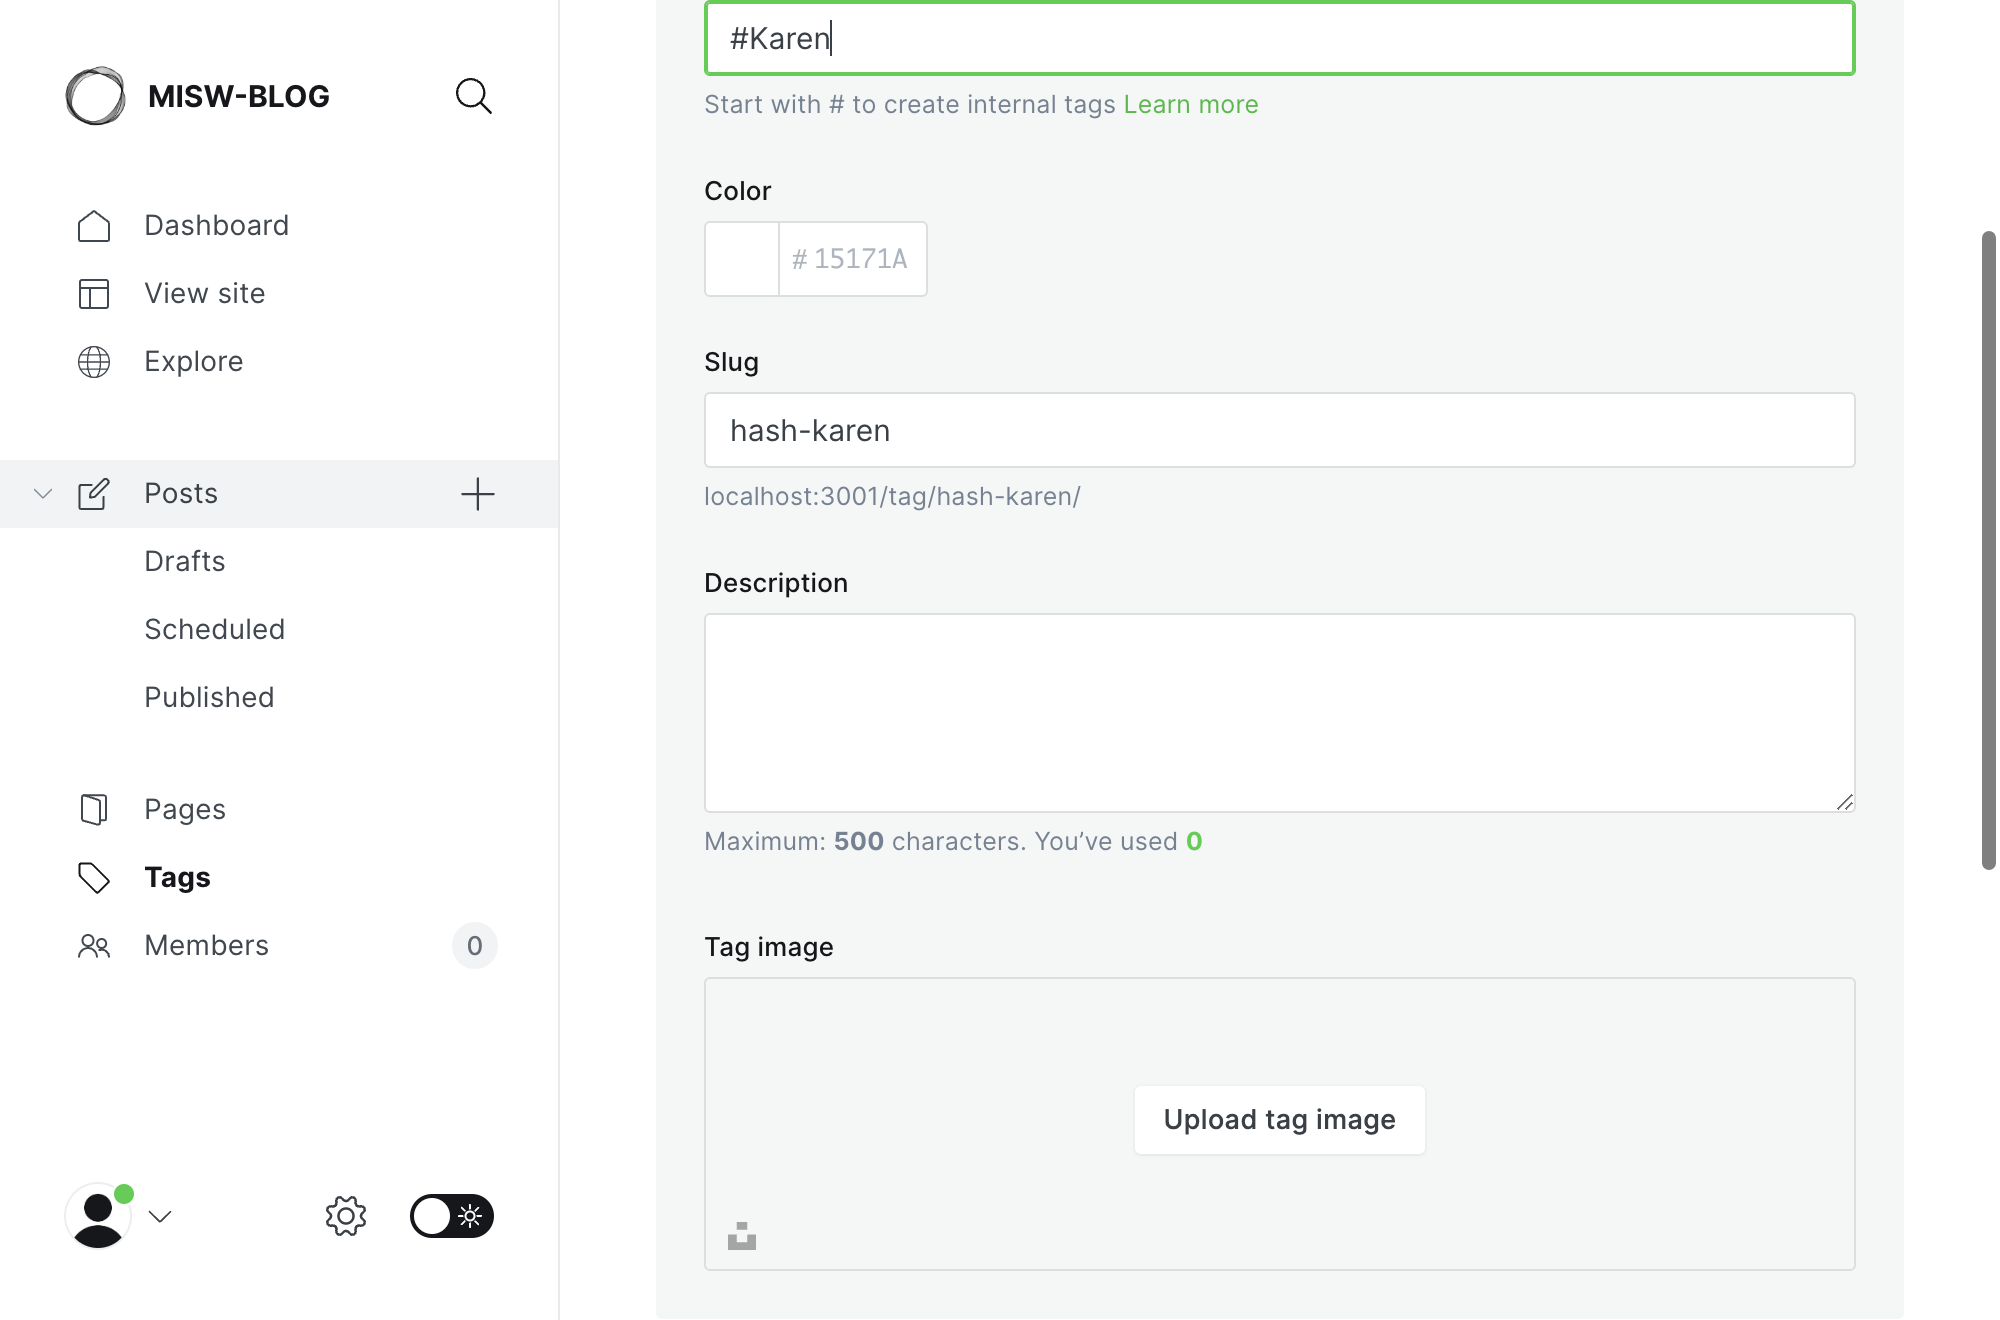 MISW-BLOG
Dashboard
View site
Explore
Posts
Drafts
Scheduled
Published
Pages
Tags
Members
0
#Karen
Start with # to create internal tags Learn more
Color
# 15171A
Slug
hash-karen
localhost:3001/tag/hash-karen/
Description
Maximum: 500 characters. You’ve used 0
Tag image
Upload tag image